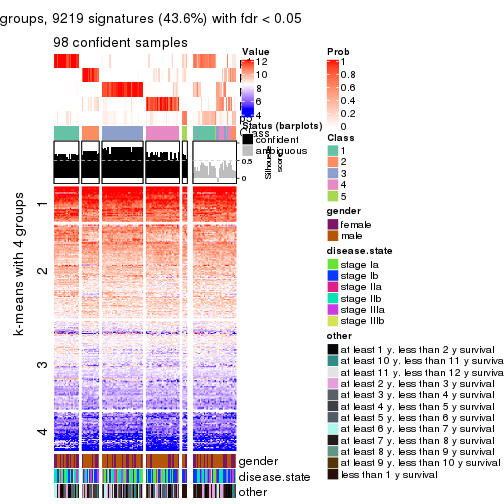 groups, 9219 signatures (43.6%) with fdr < 0.05
98 confident samples
k-means with 4 groups
1
2
3
4
Value
12
10
8
6
4
Class
Status (barplots)
confident
ambiguous
1
0.5
0
Silhouette
score
gender
disease.state
other
Prob
1
0.8
0.6
0.4
0.2
0
Class
1
2
3
4
5
gender
female
male
disease.state
stage Ia
stage Ib
stage IIa
stage IIb
stage IIIa
stage IIIb
other
at least 1 y. less than 2 y survival
at least 10 y. less than 11 y surviva
at least 11 y. less than 12 y surviva
at least 2 y. less than 3 y survival
at least 3 y. less than 4 y survival
at least 4 y. less than 5 y survival
at least 5 y. less than 6 y survival
at least 6 y. less than 7 y survival
at least 7 y. less than 8 y survival
at least 8 y. less than 9 y survival
at least 9 y. less than 10 y survival
less than 1 y survival